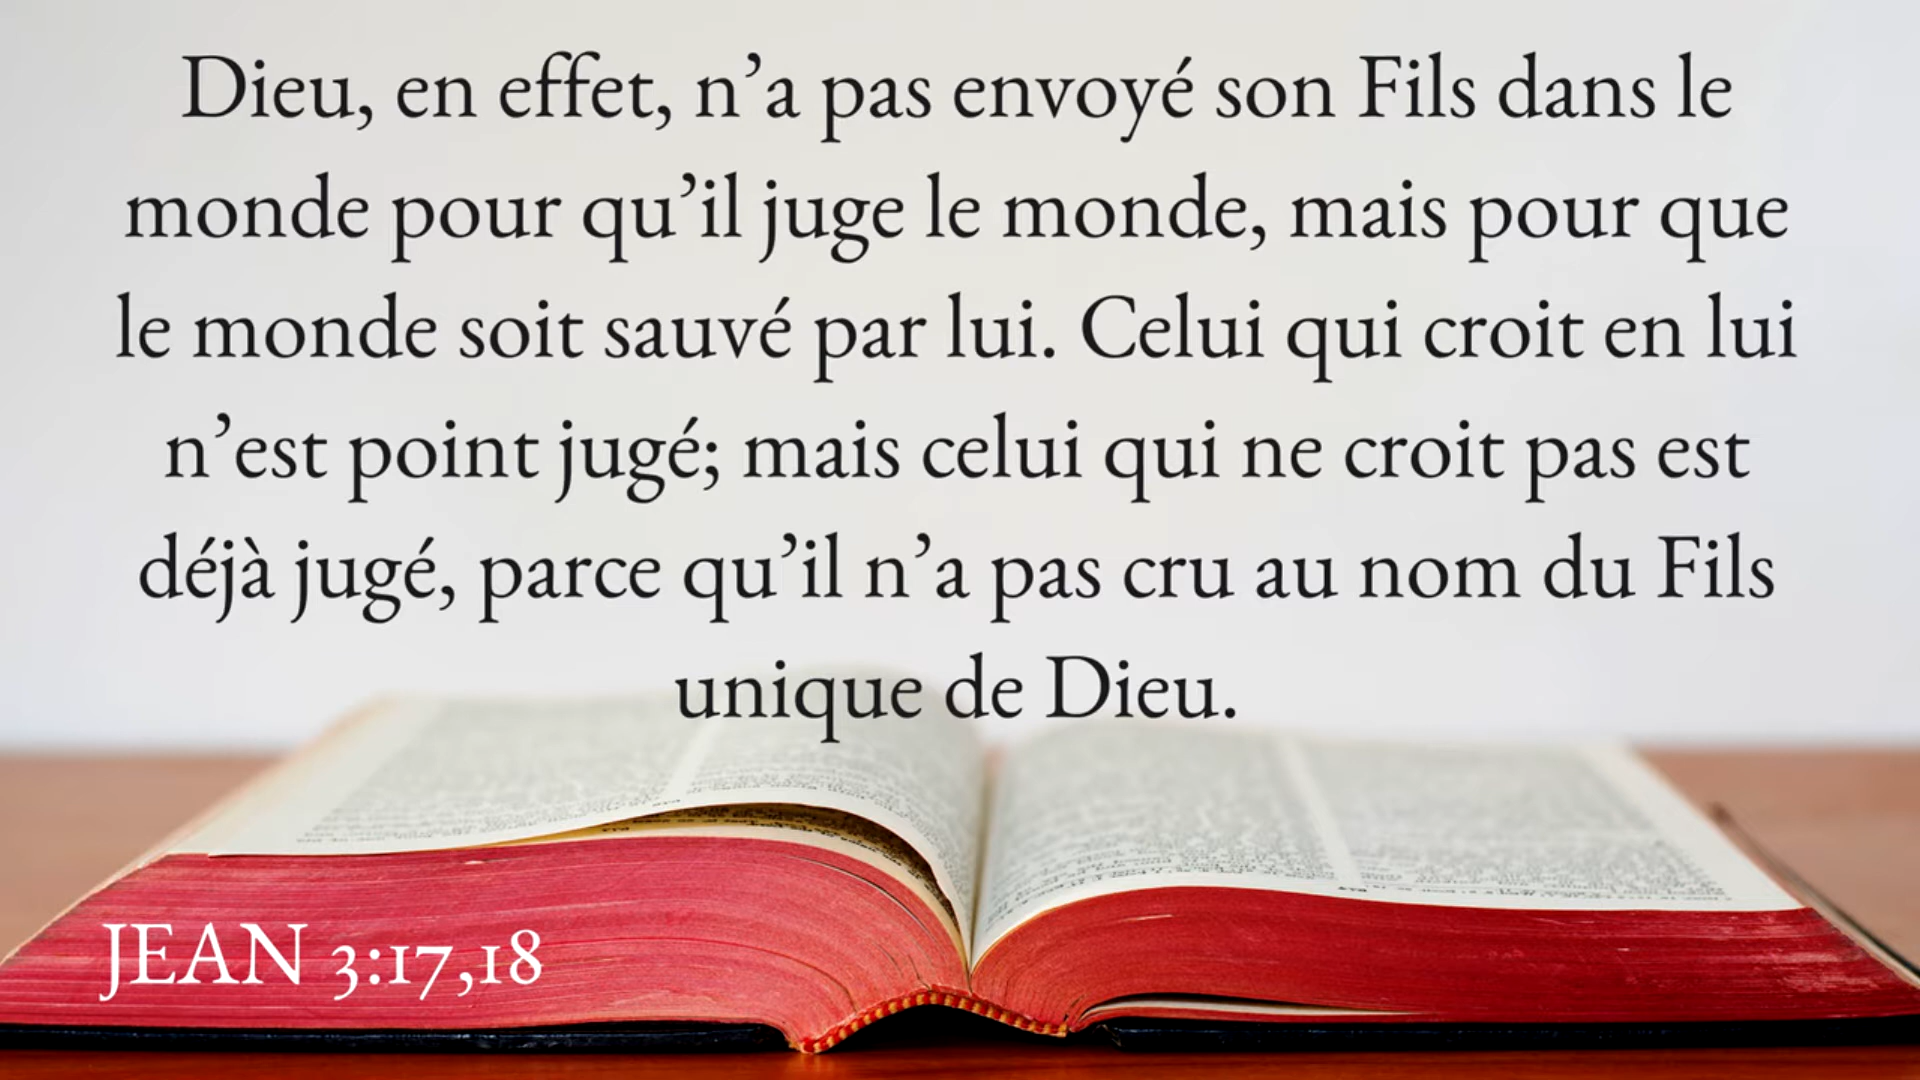 Dieu, en effet, n’a pas envoyé son Fils dans le
monde pour qu’il juge le monde, mais pour que
le monde soit sauvé par lui. Celui qui croit en lui
n’est point jugé; mais celui qui ne croit pas est
déjà jugé, parce qu’il n’a pas cru au nom du Fils
unique de Dieu.
JEAN 3:17,18